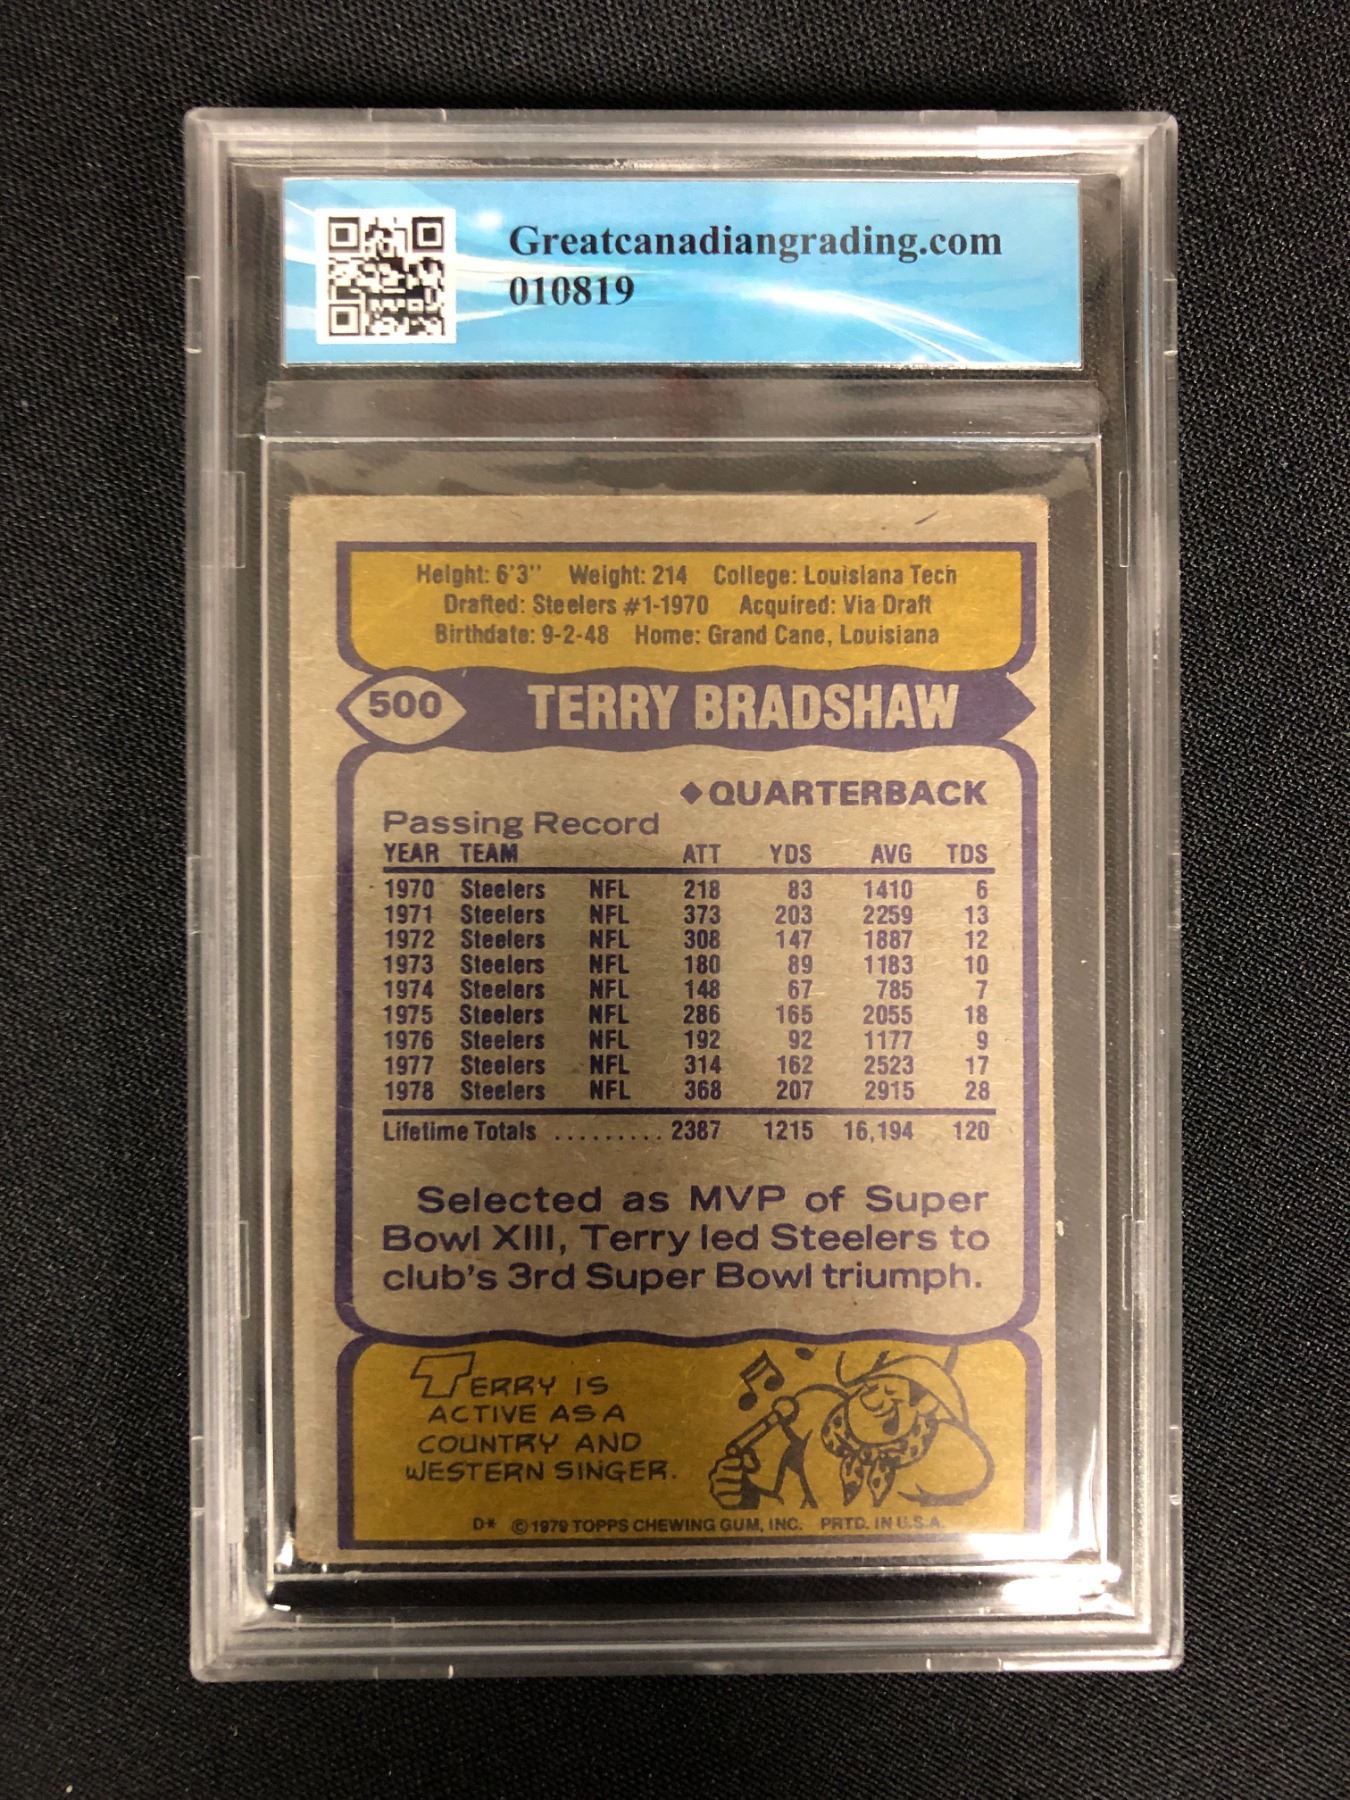 Greatcanadiangrading.com
010819
Height: 6'3" Weight: 214 College: Louisiana Tech
Drafted: Steelers #1-1970 Acquired: Via Draft
Birthdate: 9-2-48 Home: Grand Cane, Louisiana
500 TERRY BRADSHAW
◆QUARTERBACK
Passing Record
YEAR TEAM ATT YDS AVG TDS
1970 Steelers NFL 218 83 1410 6
1971 Steelers NFL 373 203 2259 13
1972 Steelers NFL 308 147 1887 12
1973 Steelers NFL 180 89 1183 10
1974 Steelers NFL 148 67 785 7
1975 Steelers NFL 286 165 2055 18
1976 Steelers NFL 192 92 1177 9
1977 Steelers NFL 314 162 2523 17
1978 Steelers NFL 368 207 2915 28
Lifetime Totals ......... 2387 1215 16,194 120
Selected as MVP of Super
Bowl XIII, Terry led Steelers to
club's 3rd Super Bowl triumph.
TERRY IS
ACTIVE AS A
COUNTRY AND
WESTERN SINGER.
D* © 1979 TOPPS CHEWING GUM, INC. PRTD. IN U.S.A.